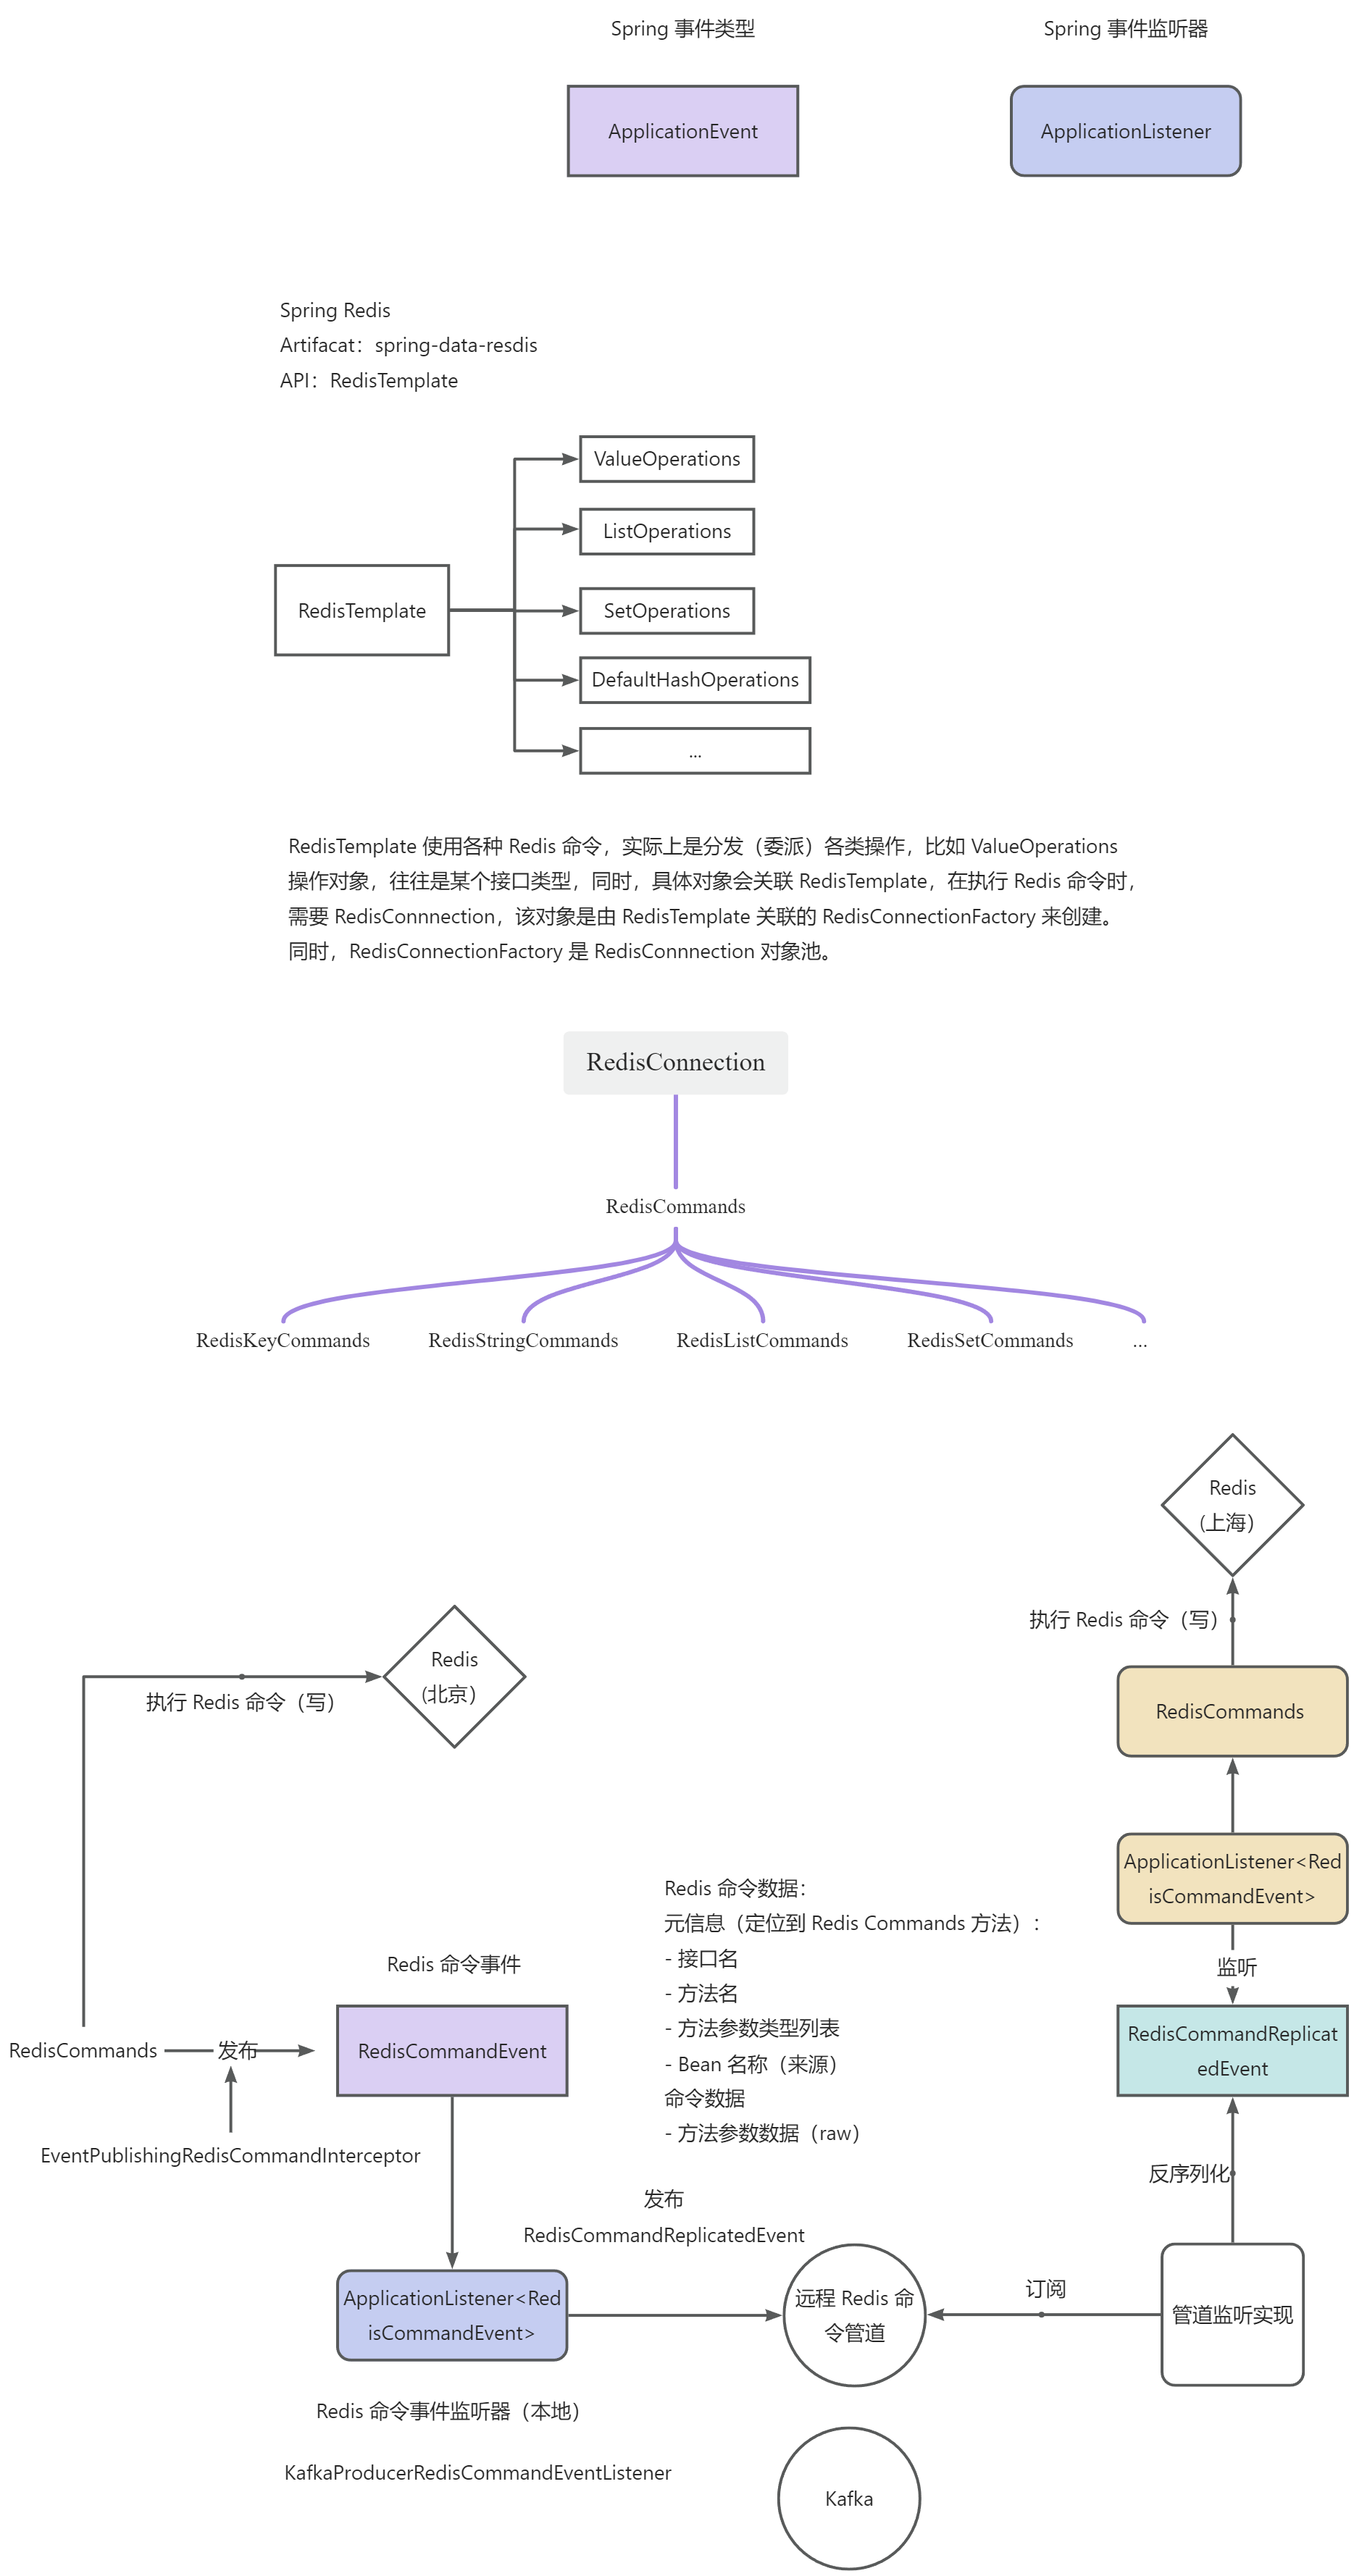 Spring 事件类型
Spring 事件监听器
ApplicationEvent
ApplicationListener
Spring Redis
Artifacat：spring-data-resdis
API：RedisTemplate
ValueOperations
ListOperations
RedisTemplate
SetOperations
DefaultHashOperations
...
RedisTemplate 使用各种 Redis 命令，实际上是分发（委派）各类操作，比如 ValueOperations
操作对象，往往是某个接口类型，同时，具体对象会关联 RedisTemplate，在执行 Redis 命令时，
需要 RedisConnnection，该对象是由 RedisTemplate 关联的 RedisConnectionFactory 来创建。
同时，RedisConnectionFactory 是 RedisConnnection 对象池。
RedisConnection
RedisCommands
RedisKeyCommands
RedisStringCommands
RedisListCommands
RedisSetCommands
...
Redis
(上海）
执行 Redis 命令（写）
Redis
(北京）
执行 Redis 命令（写）
RedisCommands
ApplicationListener<Red
isCommandEvent>
Redis 命令数据：
元信息（定位到 Redis Commands 方法）：
- 接口名
- 方法名
- 方法参数类型列表
- Bean 名称（来源）
命令数据
- 方法参数数据（raw）
监听
Redis 命令事件
RedisCommandReplicat
edEvent
RedisCommands
发布
RedisCommandEvent
EventPublishingRedisCommandInterceptor
反序列化
发布
RedisCommandReplicatedEvent
ApplicationListener<Red
isCommandEvent>
远程 Redis 命
令管道
订阅
管道监听实现
Redis 命令事件监听器（本地）
KafkaProducerRedisCommandEventListener
Kafka